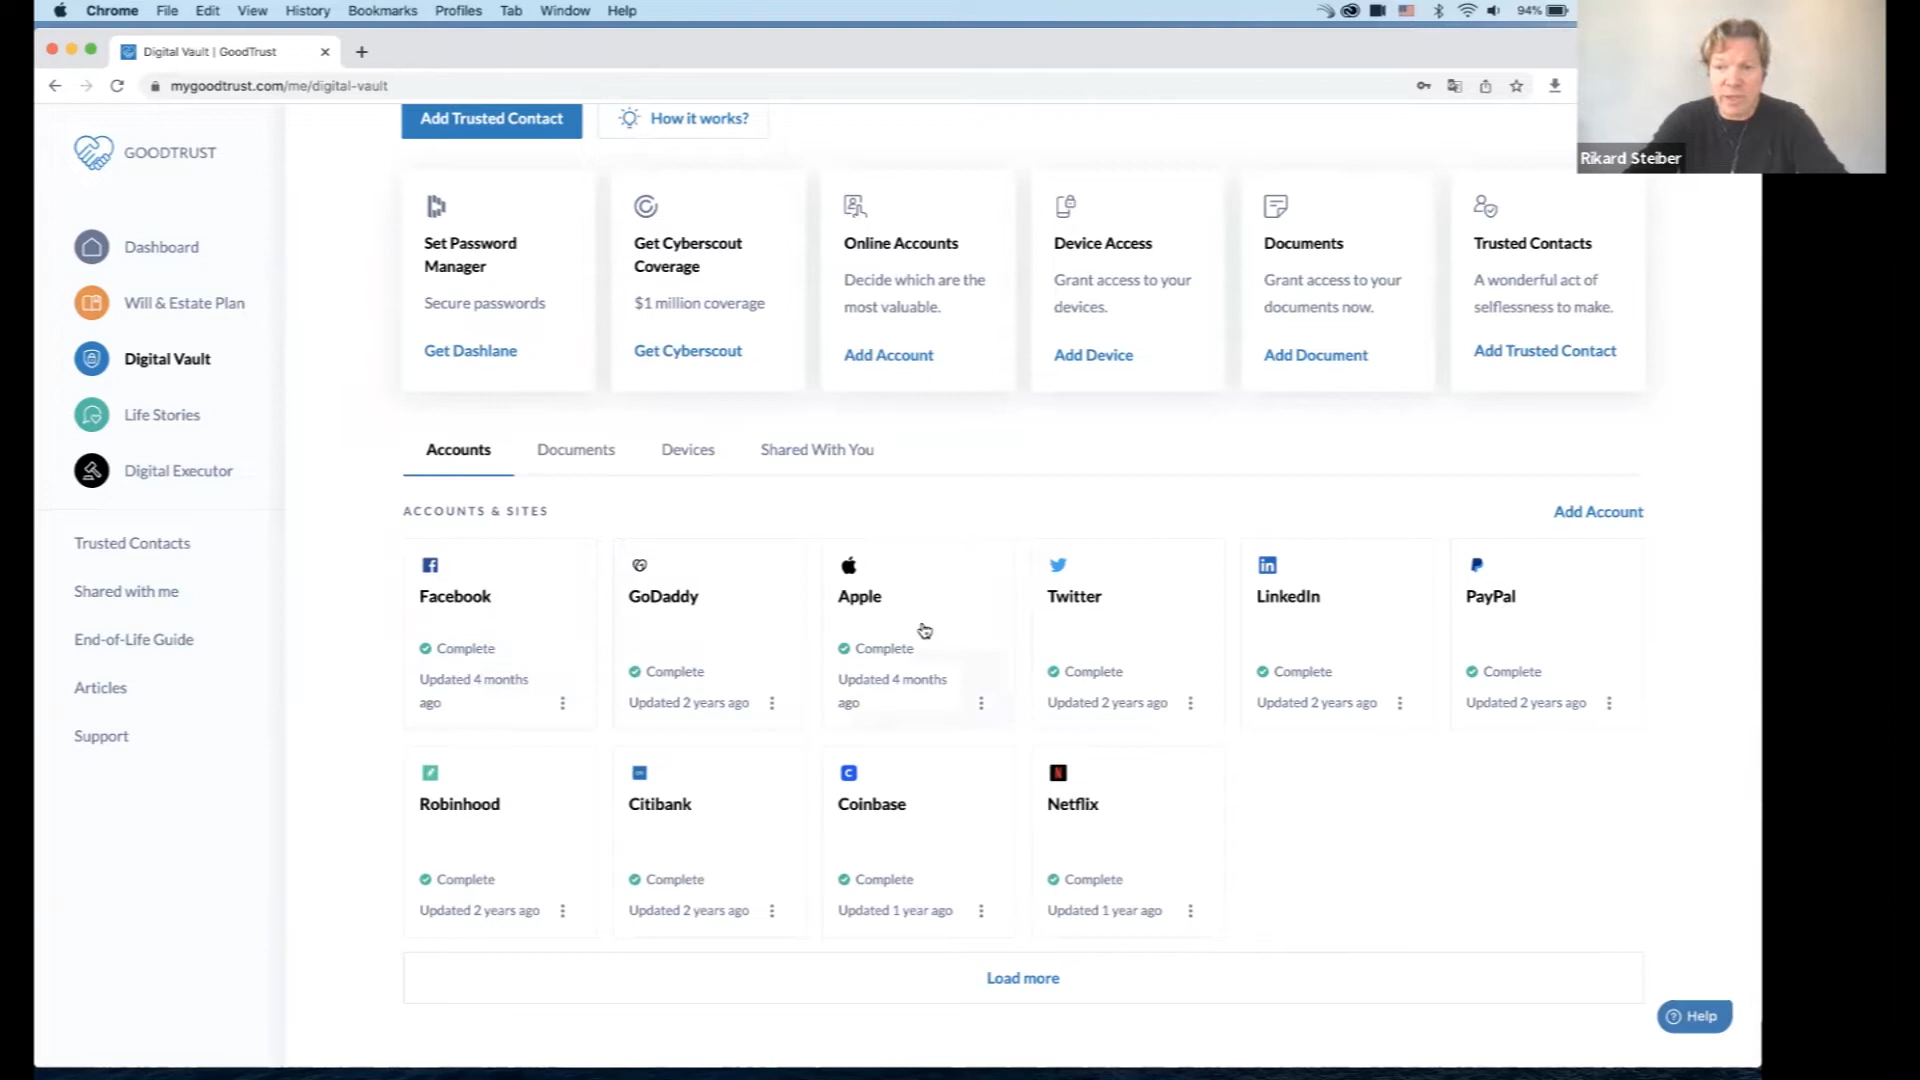 Chrome File Edit View History Bookmarks Profiles Tab Window Help
94%
Digital Vault | GoodTrust
mygoodtrust.com/me/digital-vault
Rikard Steiber
GOODTRUST
Dashboard
Will & Estate Plan
Digital Vault
Life Stories
Digital Executor
Trusted Contacts
Shared with me
End-of-Life Guide
Articles
Support
Add Trusted Contact
How it works?
Set Password
Manager
Secure passwords
Get Dashlane
Get Cyberscout
Coverage
$1 million coverage
Get Cyberscout
Online Accounts
Decide which are the
most valuable.
Add Account
Device Access
Grant access to your
devices.
Add Device
Documents
Grant access to your
documents now.
Add Document
Trusted Contacts
A wonderful act of
selflessness to make.
Add Trusted Contact
Accounts Documents Devices Shared With You
ACCOUNTS & SITES
Add Account
Facebook
Complete
Updated 4 months
ago
GoDaddy
Complete
Updated 2 years ago
Apple
Complete
Updated 4 months
ago
Twitter
Complete
Updated 2 years ago
LinkedIn
Complete
Updated 2 years ago
PayPal
Complete
Updated 2 years ago
Robinhood
Complete
Updated 2 years ago
Citibank
Complete
Updated 2 years ago
Coinbase
Complete
Updated 1 year ago
Netflix
Complete
Updated 1 year ago
Load more
Help